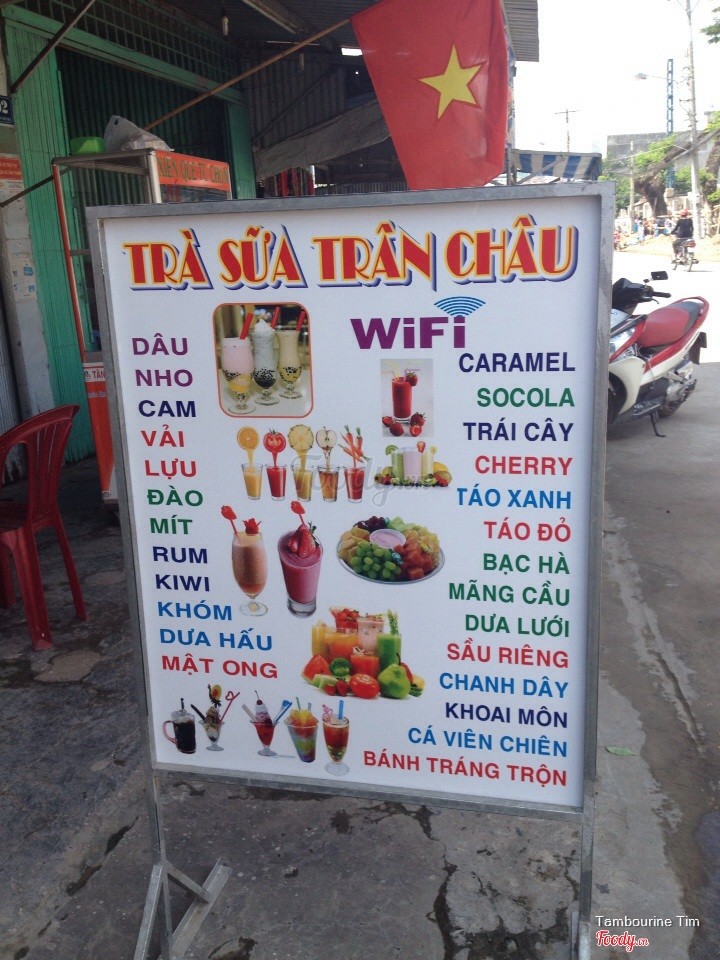 TRÀ SỮA TRÂN CHÂU
WiFi
DÂU
NHO
CAM
VẢI
LỰU
ĐÀO
MÍT
RUM
KIWI
KHÓM
DƯA HẤU
MẬT ONG
CARAMEL
SOCOLA
TRÁI CÂY
CHERRY
TÁO XANH
TÁO ĐỎ
BẠC HÀ
MÃNG CẦU
DƯA LƯỚI
SẦU RIÊNG
CHANH DÂY
KHOAI MÔN
CÁ VIÊN CHIÊN
BÁNH TRÁNG TRỘN
Foody.vn
Tambourine Tim
Foody.vn